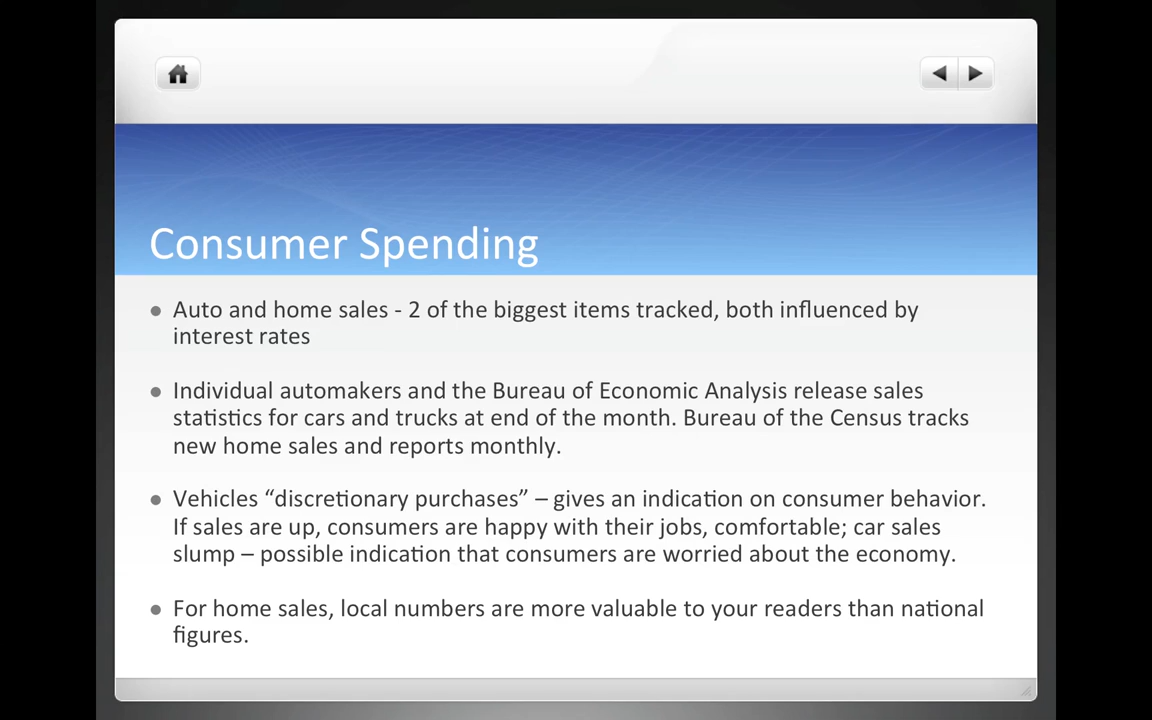 Consumer Spending
Auto and home sales - 2 of the biggest items tracked, both influenced by
interest rates
Individual automakers and the Bureau of Economic Analysis release sales
statistics for cars and trucks at end of the month. Bureau of the Census tracks
new home sales and reports monthly.
Vehicles “discretionary purchases” – gives an indication on consumer behavior.
If sales are up, consumers are happy with their jobs, comfortable; car sales
slump – possible indication that consumers are worried about the economy.
For home sales, local numbers are more valuable to your readers than national
figures.